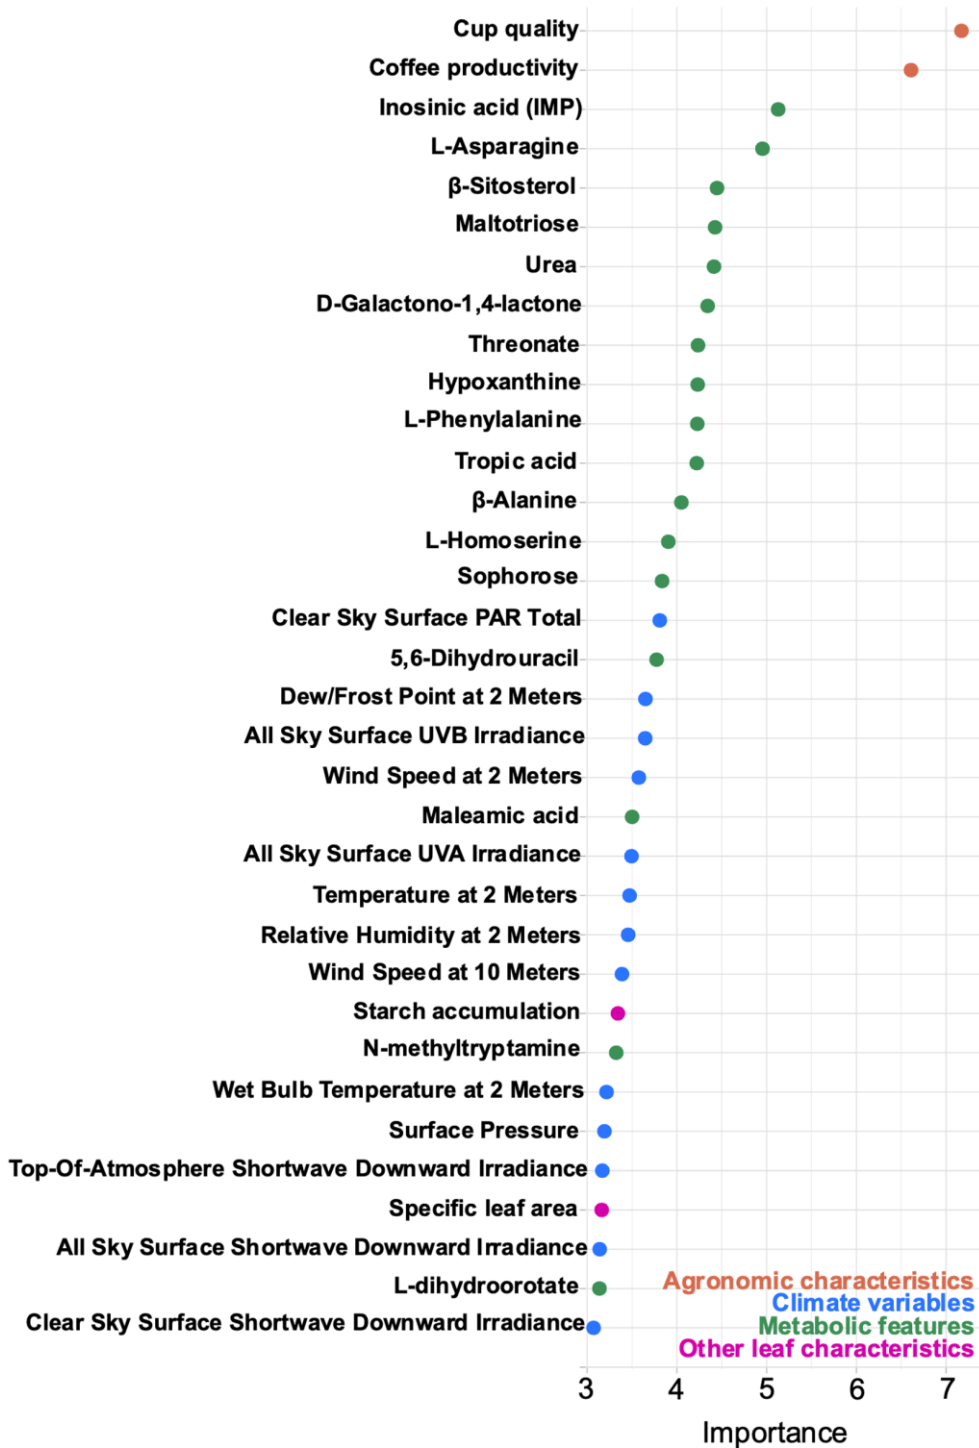 Cup quality
Coffee productivity
Inosinic acid (IMP)
L-Asparagine
β-Sitosterol
Maltotriose
Urea
D-Galactono-1,4-lactone
Threonate
Hypoxanthine
L-Phenylalanine
Tropic acid
β-Alanine
L-Homoserine
Sophorose
Clear Sky Surface PAR Total
5,6-Dihydrouracil
Dew/Frost Point at 2 Meters
All Sky Surface UVB Irradiance
Wind Speed at 2 Meters
Maleamic acid
All Sky Surface UVA Irradiance
Temperature at 2 Meters
Relative Humidity at 2 Meters
Wind Speed at 10 Meters
Starch accumulation
N-methyltryptamine
Wet Bulb Temperature at 2 Meters
Surface Pressure
Top-Of-Atmosphere Shortwave Downward Irradiance
Specific leaf area
All Sky Surface Shortwave Downward Irradiance
L-dihydroorotate
Clear Sky Surface Shortwave Downward Irradiance
Agronomic characteristics
Climate variables
Metabolic features
Other leaf characteristics
3 4 5 6 7
Importance